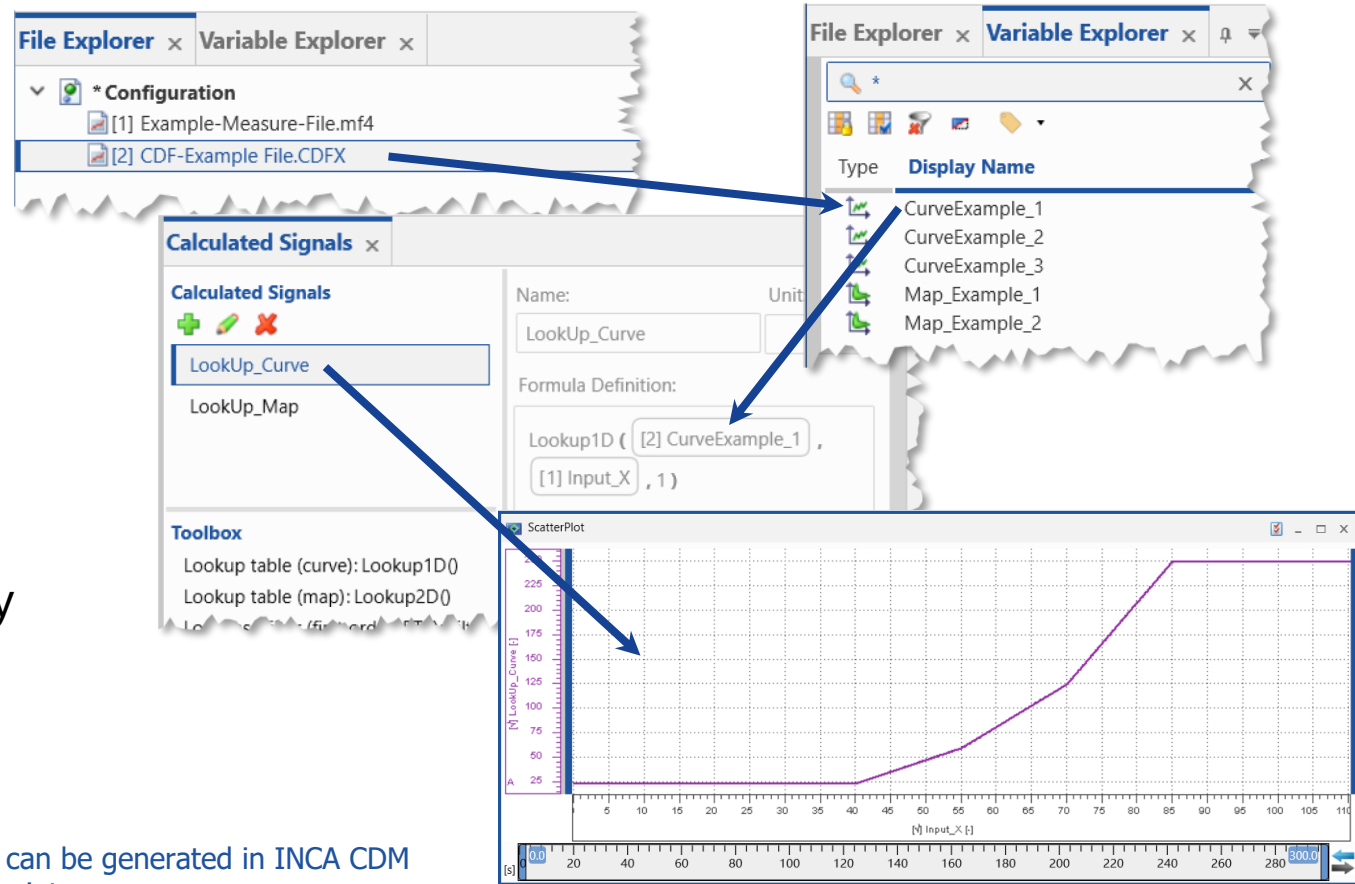 File Explorer × Variable Explorer ×
* Configuration
[1] Example-Measure-File.mf4
[2] CDF-Example File.CDFX
File Explorer × Variable Explorer ×
*
Type Display Name
CurveExample_1
CurveExample_2
CurveExample_3
Map_Example_1
Map_Example_2
Calculated Signals ×
Calculated Signals
LookUp_Curve
LookUp_Map
Name: Unit
LookUp_Curve
Formula Definition:
Lookup1D ( [2] CurveExample_1 ,
[1] Input_X , 1 )
Toolbox
Lookup table (curve): Lookup1D()
Lookup table (map): Lookup2D()
y
ScatterPlot
225
200
175
150
125
100
75
50
25
A
LookUp_Curve [-]
5 10 15 20 25 30 35 40 45 50 55 60 65 70 75 80 85 90 95 100 105 110
Input_X [-]
[s] 0 0.0 20 40 60 80 100 120 140 160 180 200 220 240 260 280 300.0
can be generated in INCA CDM